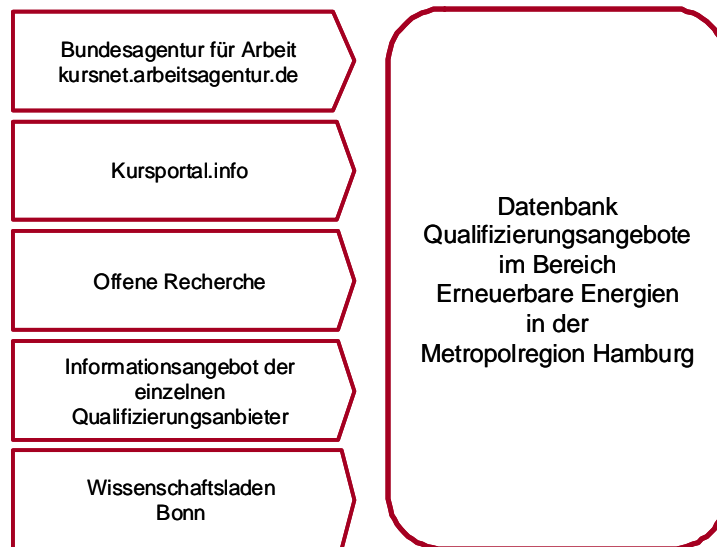 Bundesagentur für Arbeit
kursnet.arbeitsagentur.de
Kursportal.info
Offene Recherche
Informationsangebot der
einzelnen
Qualifizierungsanbieter
Wissenschaftsladen
Bonn
Datenbank
Qualifizierungsangebote
im Bereich
Erneuerbare Energien
in der
Metropolregion Hamburg